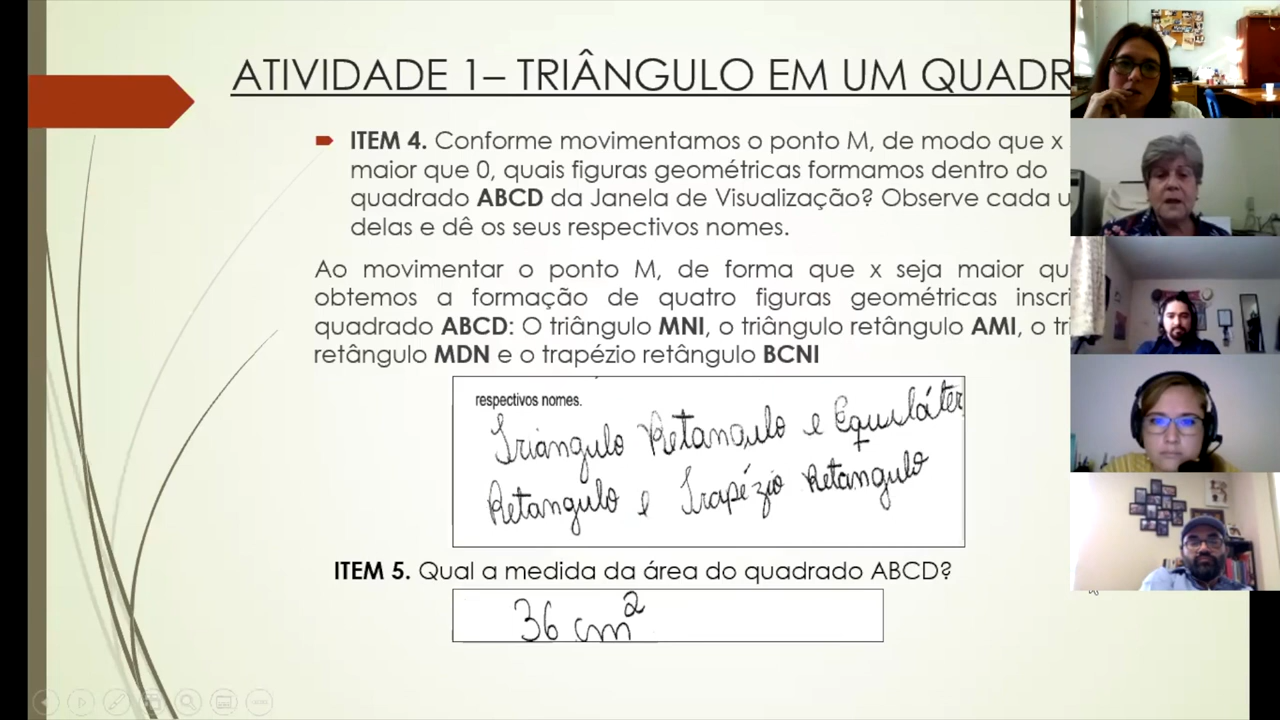 ATIVIDADE 1– TRIÂNGULO EM UM QUADR
ITEM 4. Conforme movimentamos o ponto M, de modo que x
maior que 0, quais figuras geométricas formamos dentro do
quadrado ABCD da Janela de Visualização? Observe cada u
delas e dê os seus respectivos nomes.
Ao movimentar o ponto M, de forma que x seja maior qu
obtemos a formação de quatro figuras geométricas inscri
quadrado ABCD: O triângulo MNI, o triângulo retângulo AMI, o tri
retângulo MDN e o trapézio retângulo BCNI
respectivos nomes.
Triângulo Retangulo e Equiláter
Retangulo e Trapézio Retangulo
ITEM 5. Qual a medida da área do quadrado ABCD?
36 cm²